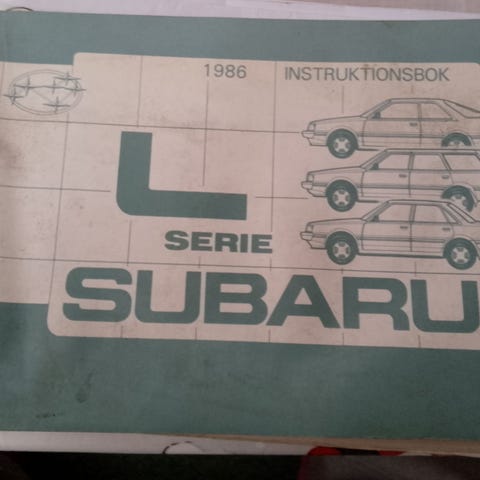 1986 INSTRUKTIONSBOK
L
SERIE
SUBARU